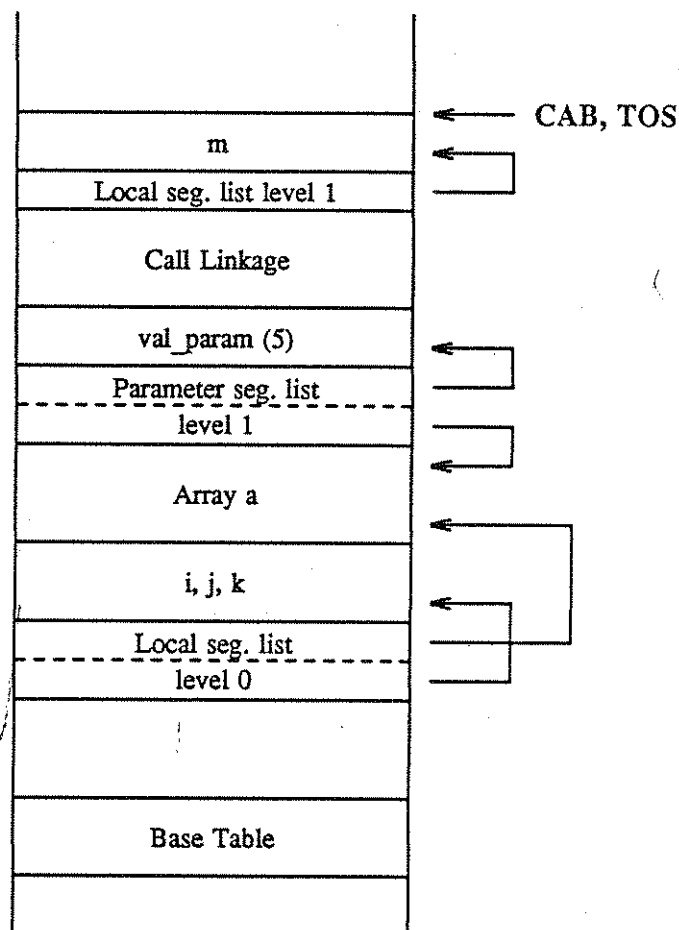 CAB, TOS
m
Local seg. list level 1
Call Linkage
val_param (5)
Parameter seg. list
level 1
Array a
i, j, k
Local seg. list
level 0
Base Table